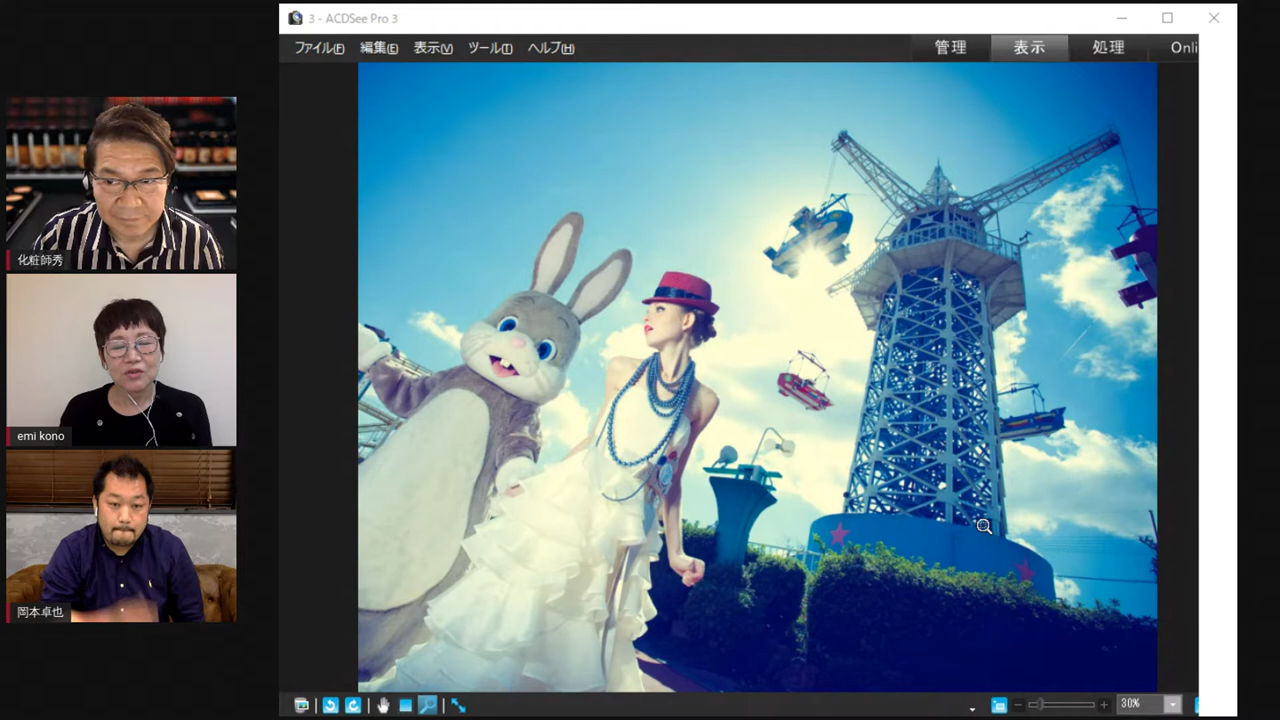 3 - ACDSee Pro 3
ファイル(F) 編集(E) 表示(V) ツール(T) ヘルプ(H) 管理 表示 処理 Onli
化粧師秀
emi kono
岡本卓也
30%